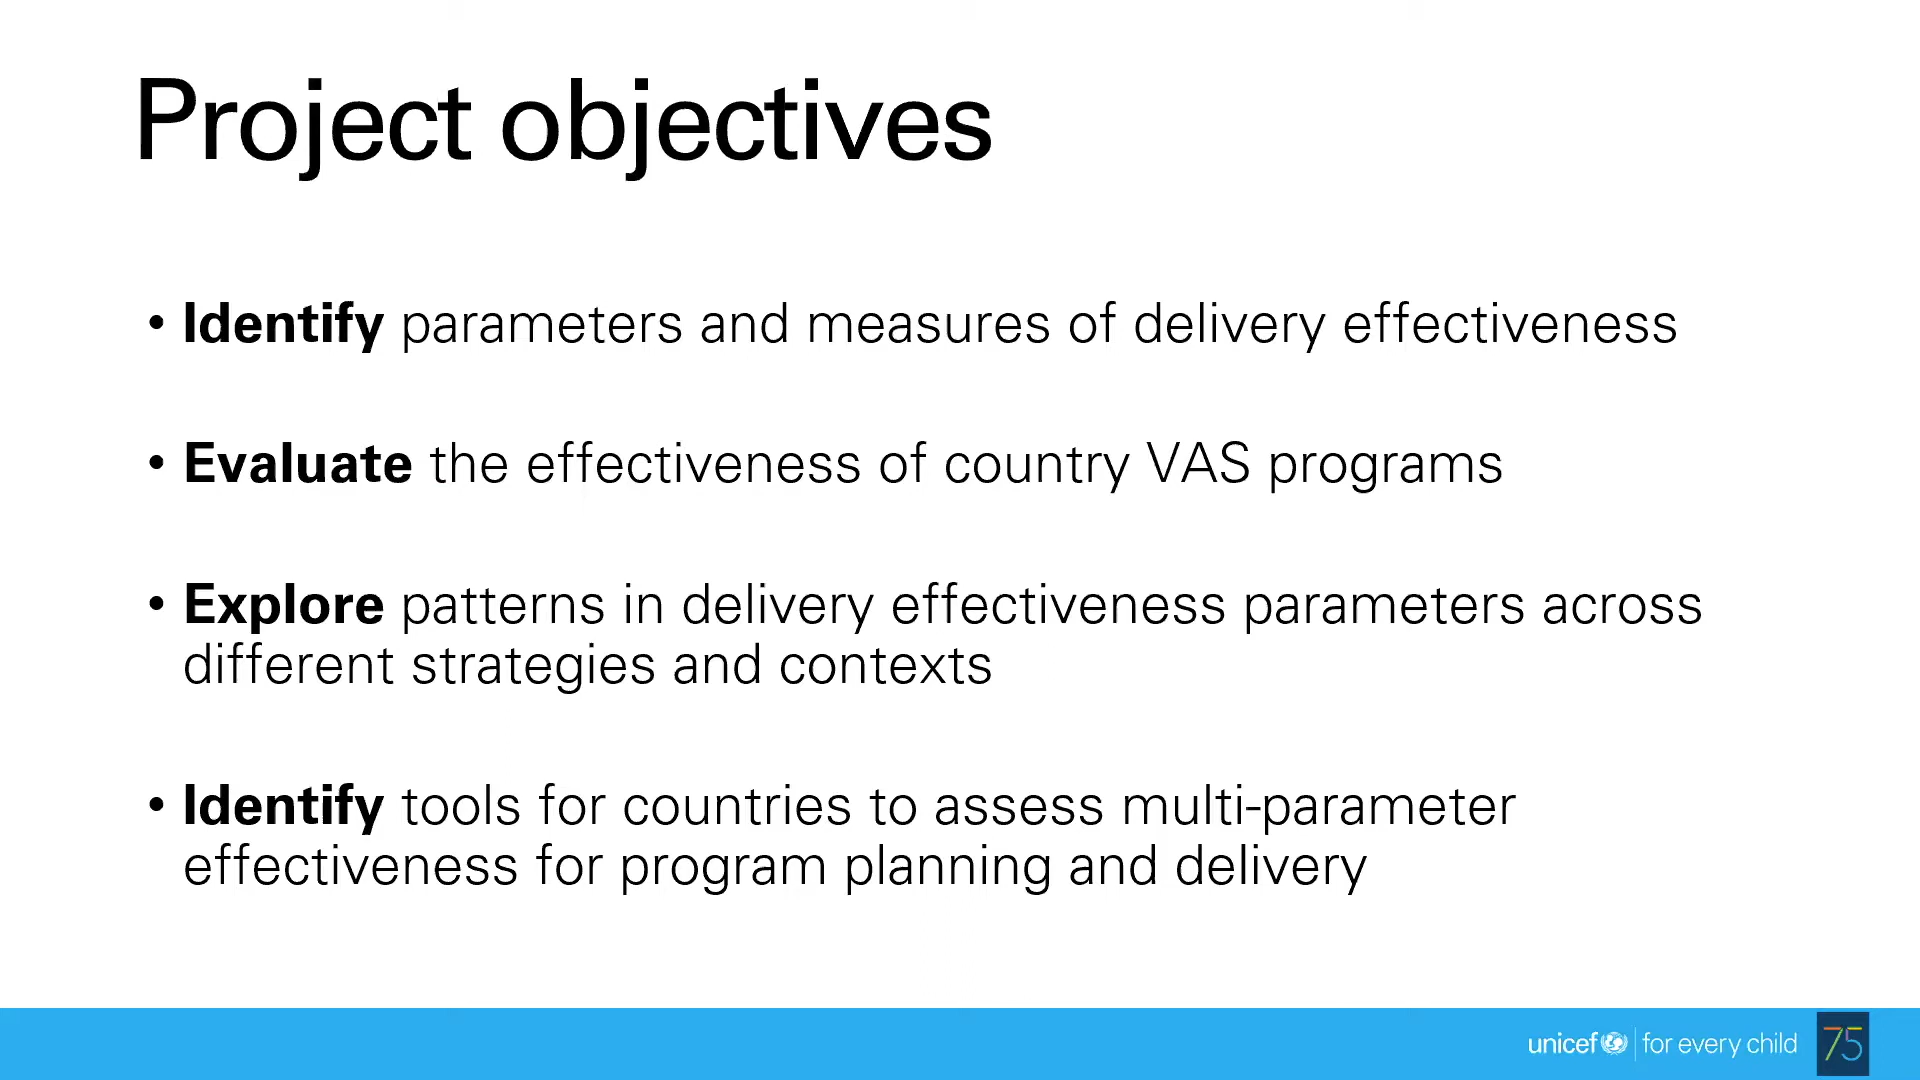 Project objectives
• Identify parameters and measures of delivery effectiveness
• Evaluate the effectiveness of country VAS programs
• Explore patterns in delivery effectiveness parameters across
different strategies and contexts
• Identify tools for countries to assess multi-parameter
effectiveness for program planning and delivery
unicef for every child 75